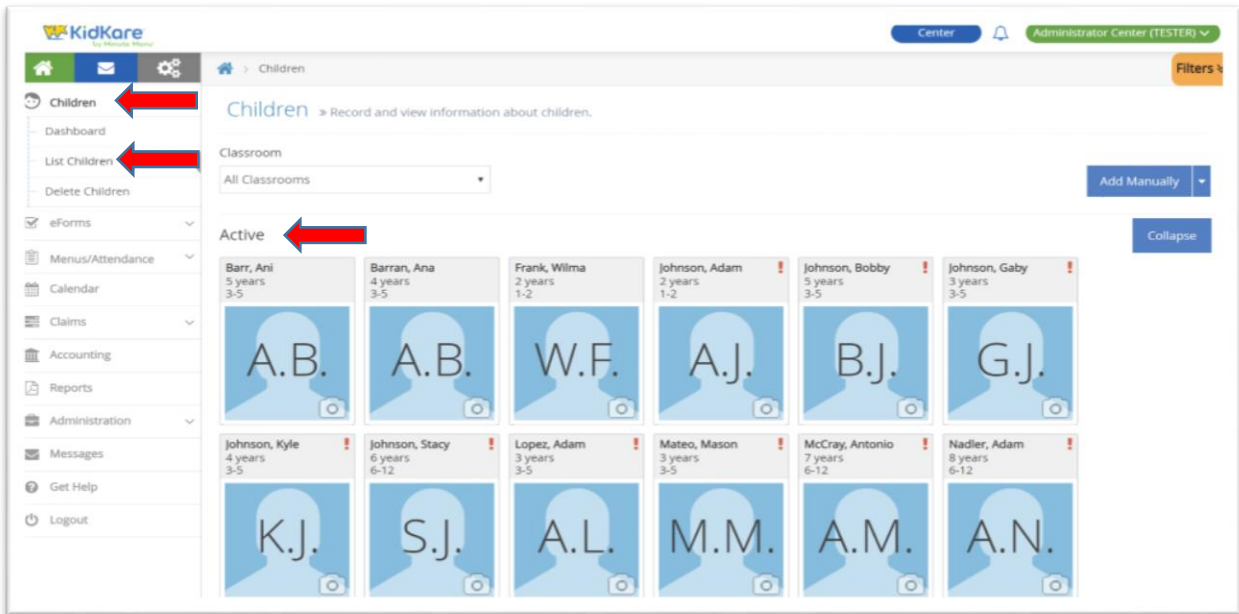 KidKare
by Minute Menu
Center
Administrator Center (TESTER)
Children
Filters
Children
Dashboard
List Children
Delete Children
eForms
Menus/Attendance
Calendar
Claims
Accounting
Reports
Administration
Messages
Get Help
Logout
Children » Record and view information about children.
Classroom
All Classrooms
Add Manually
Active
Collapse
Barr, Ani
5 years
3-5
A.B.
Barran, Ana
4 years
3-5
A.B.
Frank, Wilma
2 years
1-2
W.F.
Johnson, Adam !
2 years
1-2
A.J.
Johnson, Bobby !
5 years
3-5
B.J.
Johnson, Gaby !
3 years
3-5
G.J.
Johnson, Kyle !
4 years
3-5
K.J.
Johnson, Stacy !
6 years
6-12
S.J.
Lopez, Adam !
3 years
3-5
A.L.
Mateo, Mason !
3 years
3-5
M.M.
McCray, Antonio !
7 years
6-12
A.M.
Nadler, Adam !
8 years
6-12
A.N.